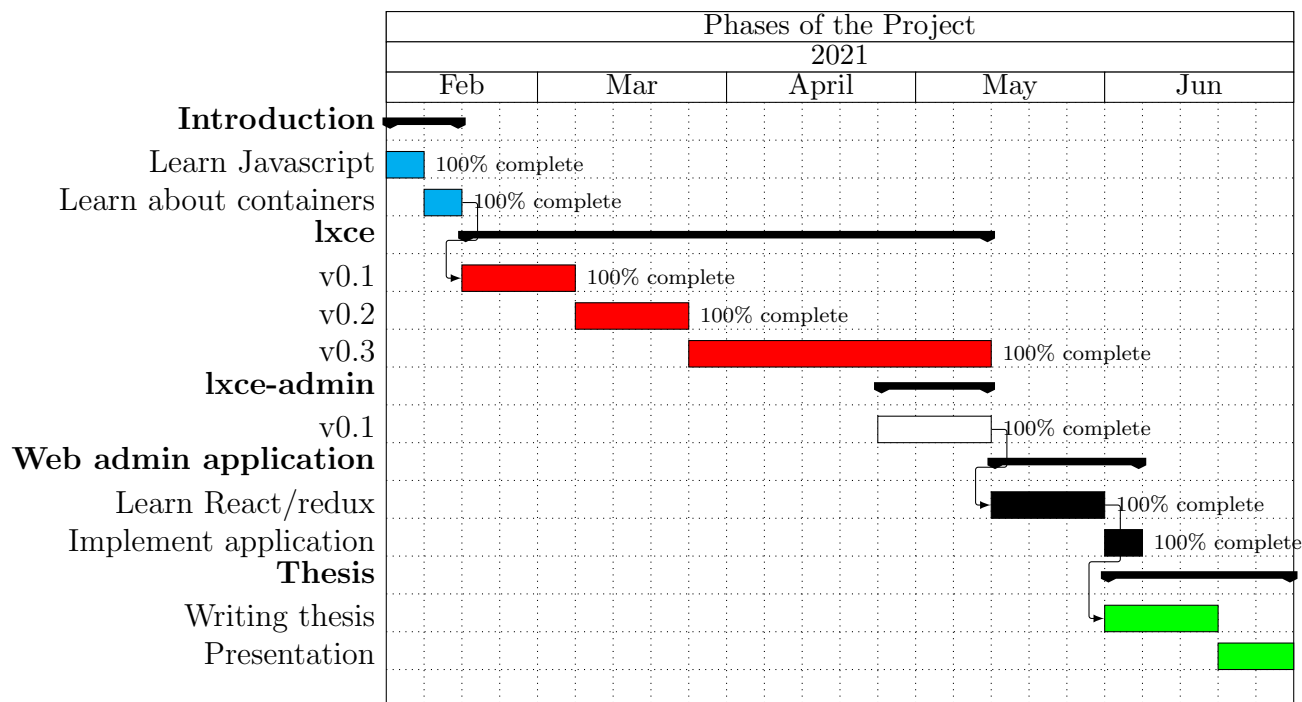 Phases of the Project
2021
Feb Mar April May Jun
Introduction
Learn Javascript 100% complete
Learn about containers 100% complete
lxce
v0.1 100% complete
v0.2 100% complete
v0.3 100% complete
lxce-admin
v0.1 100% complete
Web admin application
Learn React/redux 100% complete
Implement application 100% complete
Thesis
Writing thesis
Presentation